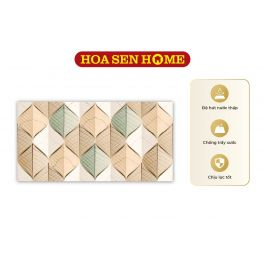 HOA SEN HOME
Độ hút nước thấp
Chống trầy xước
Chịu lực tốt